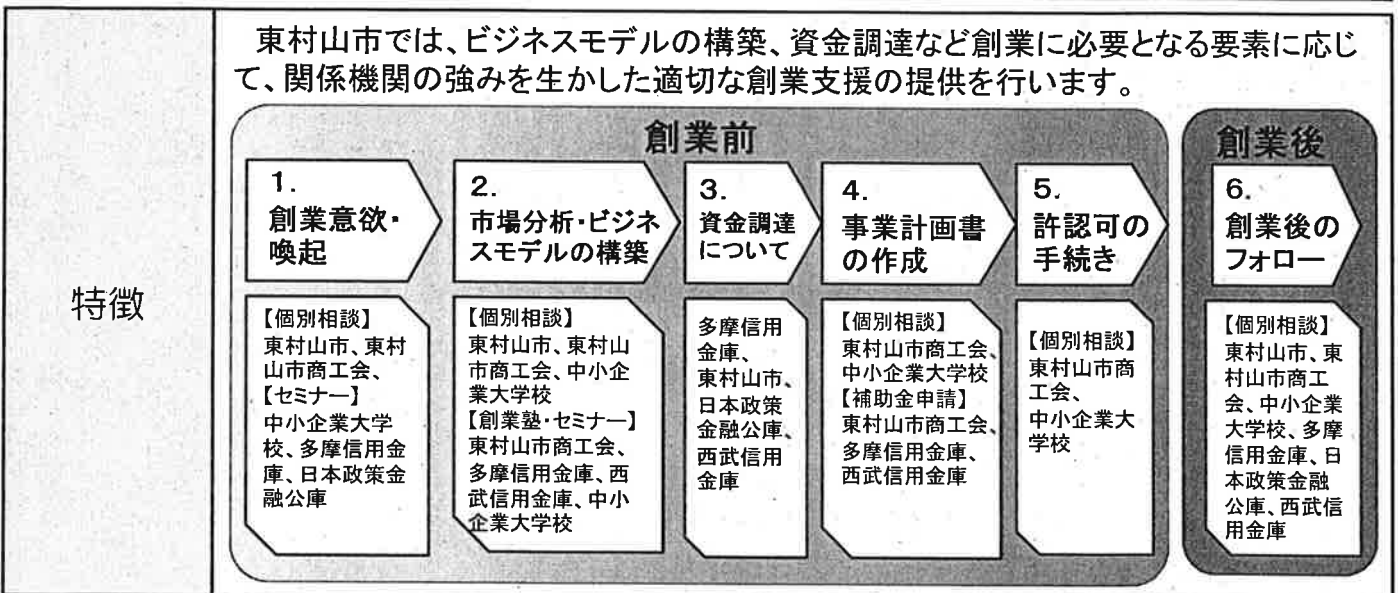 特徴
東村山市では、ビジネスモデルの構築、資金調達など創業に必要となる要素に応じ
て、関係機関の強みを生かした適切な創業支援の提供を行います。
創業前
1.
創業意欲・
喚起
【個別相談】
東村山市、東村
山市商工会、
【セミナー】
中小企業大学
校、多摩信用金
庫、日本政策金
融公庫
2.
市場分析・ビジネ
スモデルの構築
【個別相談】
東村山市、東村山
市商工会、中小企
業大学校
【創業塾・セミナー】
東村山市商工会、
多摩信用金庫、西
武信用金庫、中小
企業大学校
3.
資金調達
について
多摩信用
金庫、
東村山市、
日本政策
金融公庫、
西武信用
金庫
4.
事業計画書
の作成
【個別相談】
東村山市商工会、
中小企業大学校
【補助金申請】
東村山市商工会、
多摩信用金庫、
西武信用金庫
5.
許認可の
手続き
【個別相談】
東村山市商
工会、
中小企業大
学校
創業後
6.
創業後の
フォロー
【個別相談】
東村山市、東
村山市商工
会、中小企業
大学校、多摩
信用金庫、日
本政策金融
公庫、西武信
用金庫